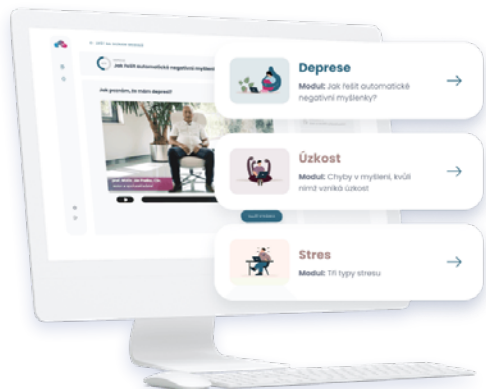 Jak řešit automatické negativní myšlenky
Jak poznám, že mám depresi?
Deprese
Modul: Jak řešit automatické
negativní myšlenky?
Úzkost
Modul: Chyby v myšlení, kvůli
nimž vzniká úzkost
Stres
Modul: Tři typy stresu